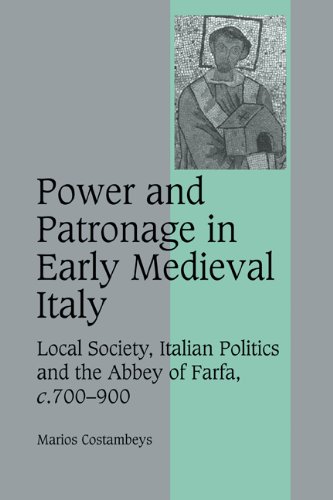 Power and
Patronage in
Early Medieval
Italy
Local Society, Italian Politics
and the Abbey of Farfa,
c.700–900
Marios Costambeys